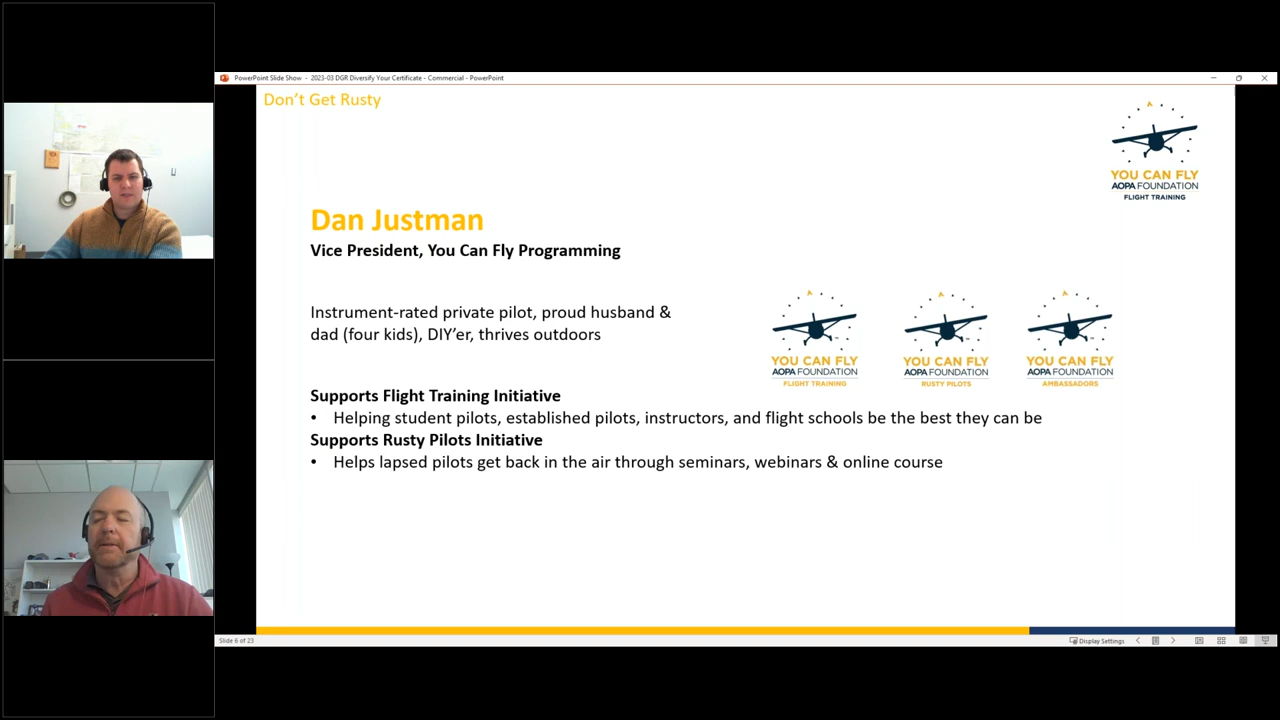 PowerPoint Slide Show - 2023-03 DGR Diversify Your Certificate - Commercial - PowerPoint
Don't Get Rusty
YOU CAN FLY
AOPA FOUNDATION
FLIGHT TRAINING
Dan Justman
Vice President, You Can Fly Programming
Instrument-rated private pilot, proud husband &
dad (four kids), DIY'er, thrives outdoors
YOU CAN FLY
AOPA FOUNDATION
FLIGHT TRAINING
YOU CAN FLY
AOPA FOUNDATION
RUSTY PILOTS
YOU CAN FLY
AOPA FOUNDATION
AMBASSADORS
Supports Flight Training Initiative
• Helping student pilots, established pilots, instructors, and flight schools be the best they can be
Supports Rusty Pilots Initiative
• Helps lapsed pilots get back in the air through seminars, webinars & online course
Slide 6 of 23
Display Settings